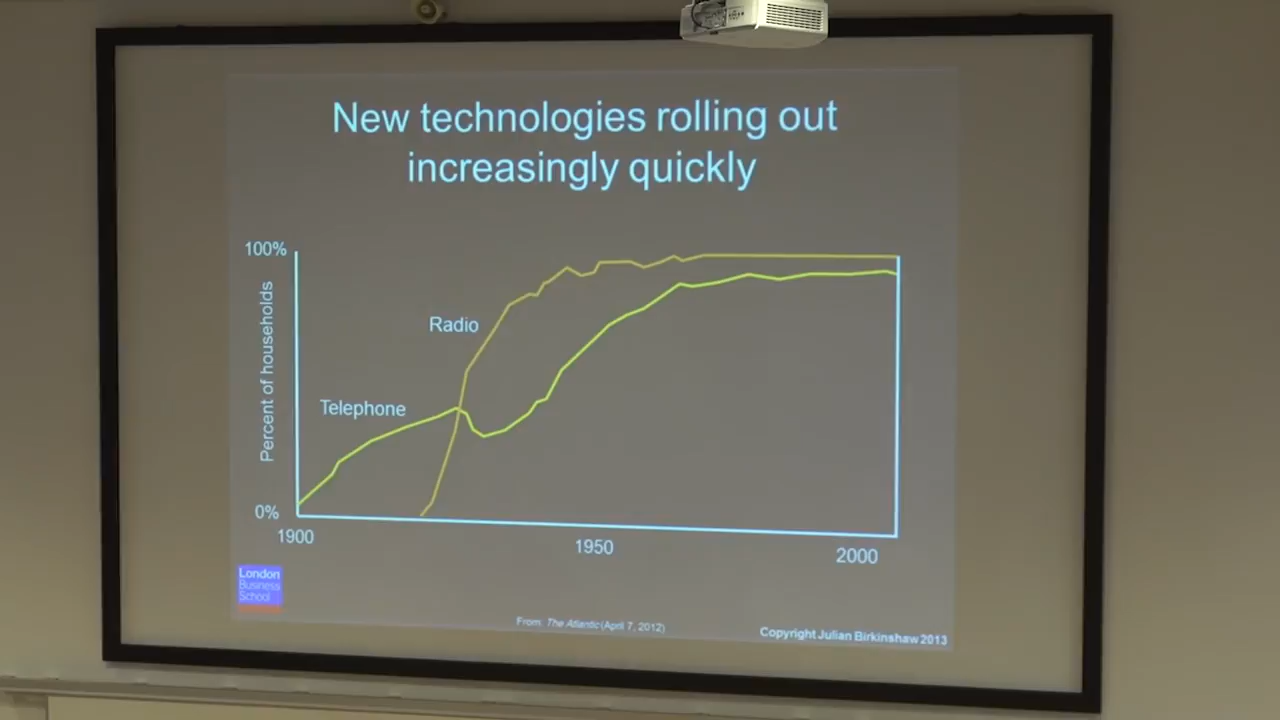 New technologies rolling out
increasingly quickly
100%
Percent of households
Radio
Telephone
0%
1900
1950
2000
London
Business
School
From: The Atlantic (April 7, 2012)
Copyright Julian Birkinshaw 2013